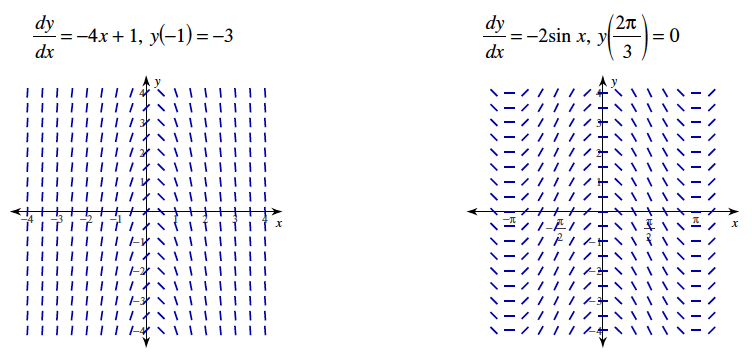 dy/dx = −4x + 1, y(−1) = −3
y
4
3
2
1
−4 −3 −2 −1 1 2 3 4 x
−1
−2
−3
−4
dy/dx = −2sin x, y(2π/3) = 0
y
4
3
2
1
−π −π/2 π/2 π x
−1
−2
−3
−4